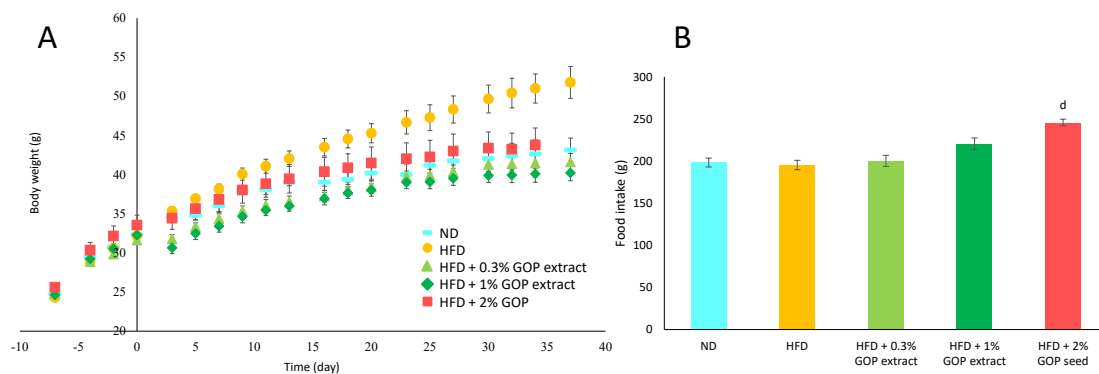 A
Body weight (g)
60
55
50
45
40
35
30
25
20
-10
-5
0
5
10
15
20
25
30
35
40
Time (day)
ND
HFD
HFD + 0.3% GOP extract
HFD + 1% GOP extract
HFD + 2% GOP
B
Food intake (g)
300
250
200
150
100
50
0
d
ND
HFD
HFD + 0.3%
GOP extract
HFD + 1%
GOP extract
HFD + 2%
GOP seed